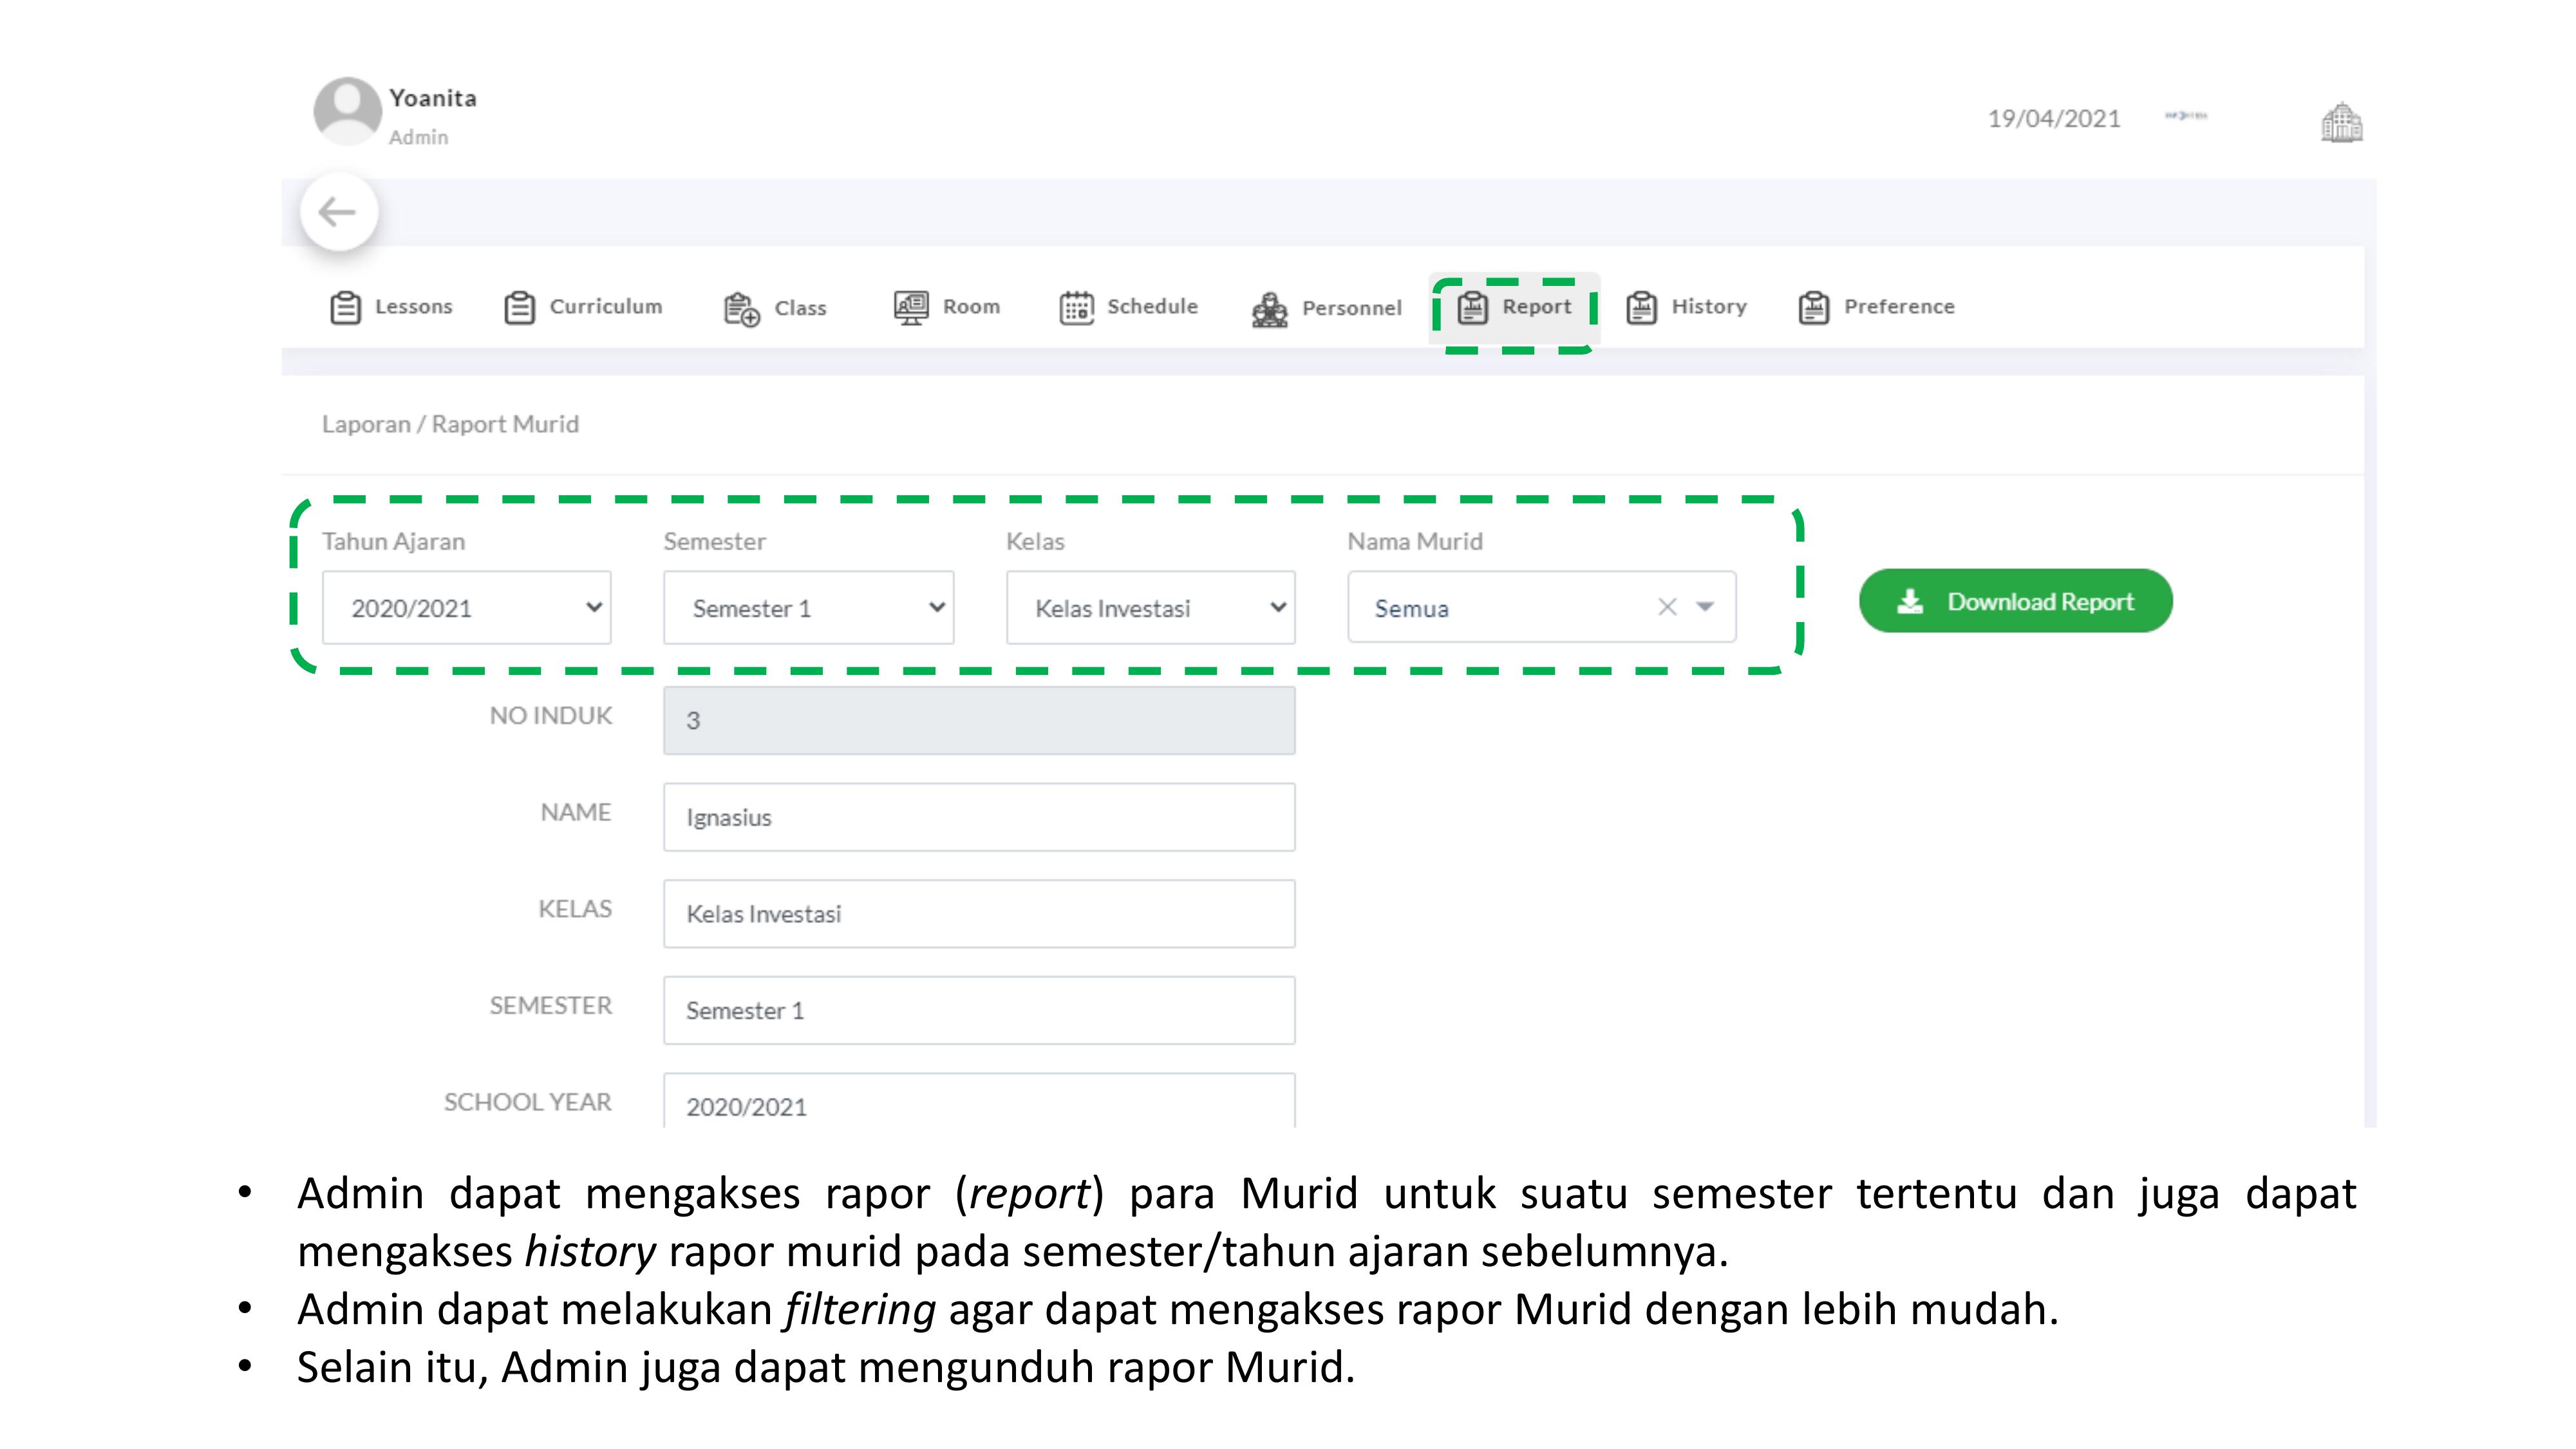 Yoanita
Admin
19/04/2021
Lessons Curriculum Class Room Schedule Personnel Report History Preference
Laporan / Raport Murid
Tahun Ajaran Semester Kelas Nama Murid
2020/2021 Semester 1 Kelas Investasi Semua Download Report
NO INDUK 3
NAME Ignasius
KELAS Kelas Investasi
SEMESTER Semester 1
SCHOOL YEAR 2020/2021
• Admin dapat mengakses rapor (report) para Murid untuk suatu semester tertentu dan juga dapat
mengakses history rapor murid pada semester/tahun ajaran sebelumnya.
• Admin dapat melakukan filtering agar dapat mengakses rapor Murid dengan lebih mudah.
• Selain itu, Admin juga dapat mengunduh rapor Murid.